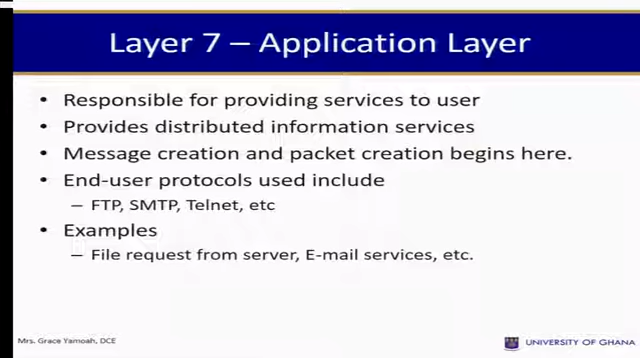 Layer 7 – Application Layer
• Responsible for providing services to user
• Provides distributed information services
• Message creation and packet creation begins here.
• End-user protocols used include
– FTP, SMTP, Telnet, etc
• Examples
– File request from server, E-mail services, etc.
Mrs. Grace Yamoah, DCE
UNIVERSITY OF GHANA